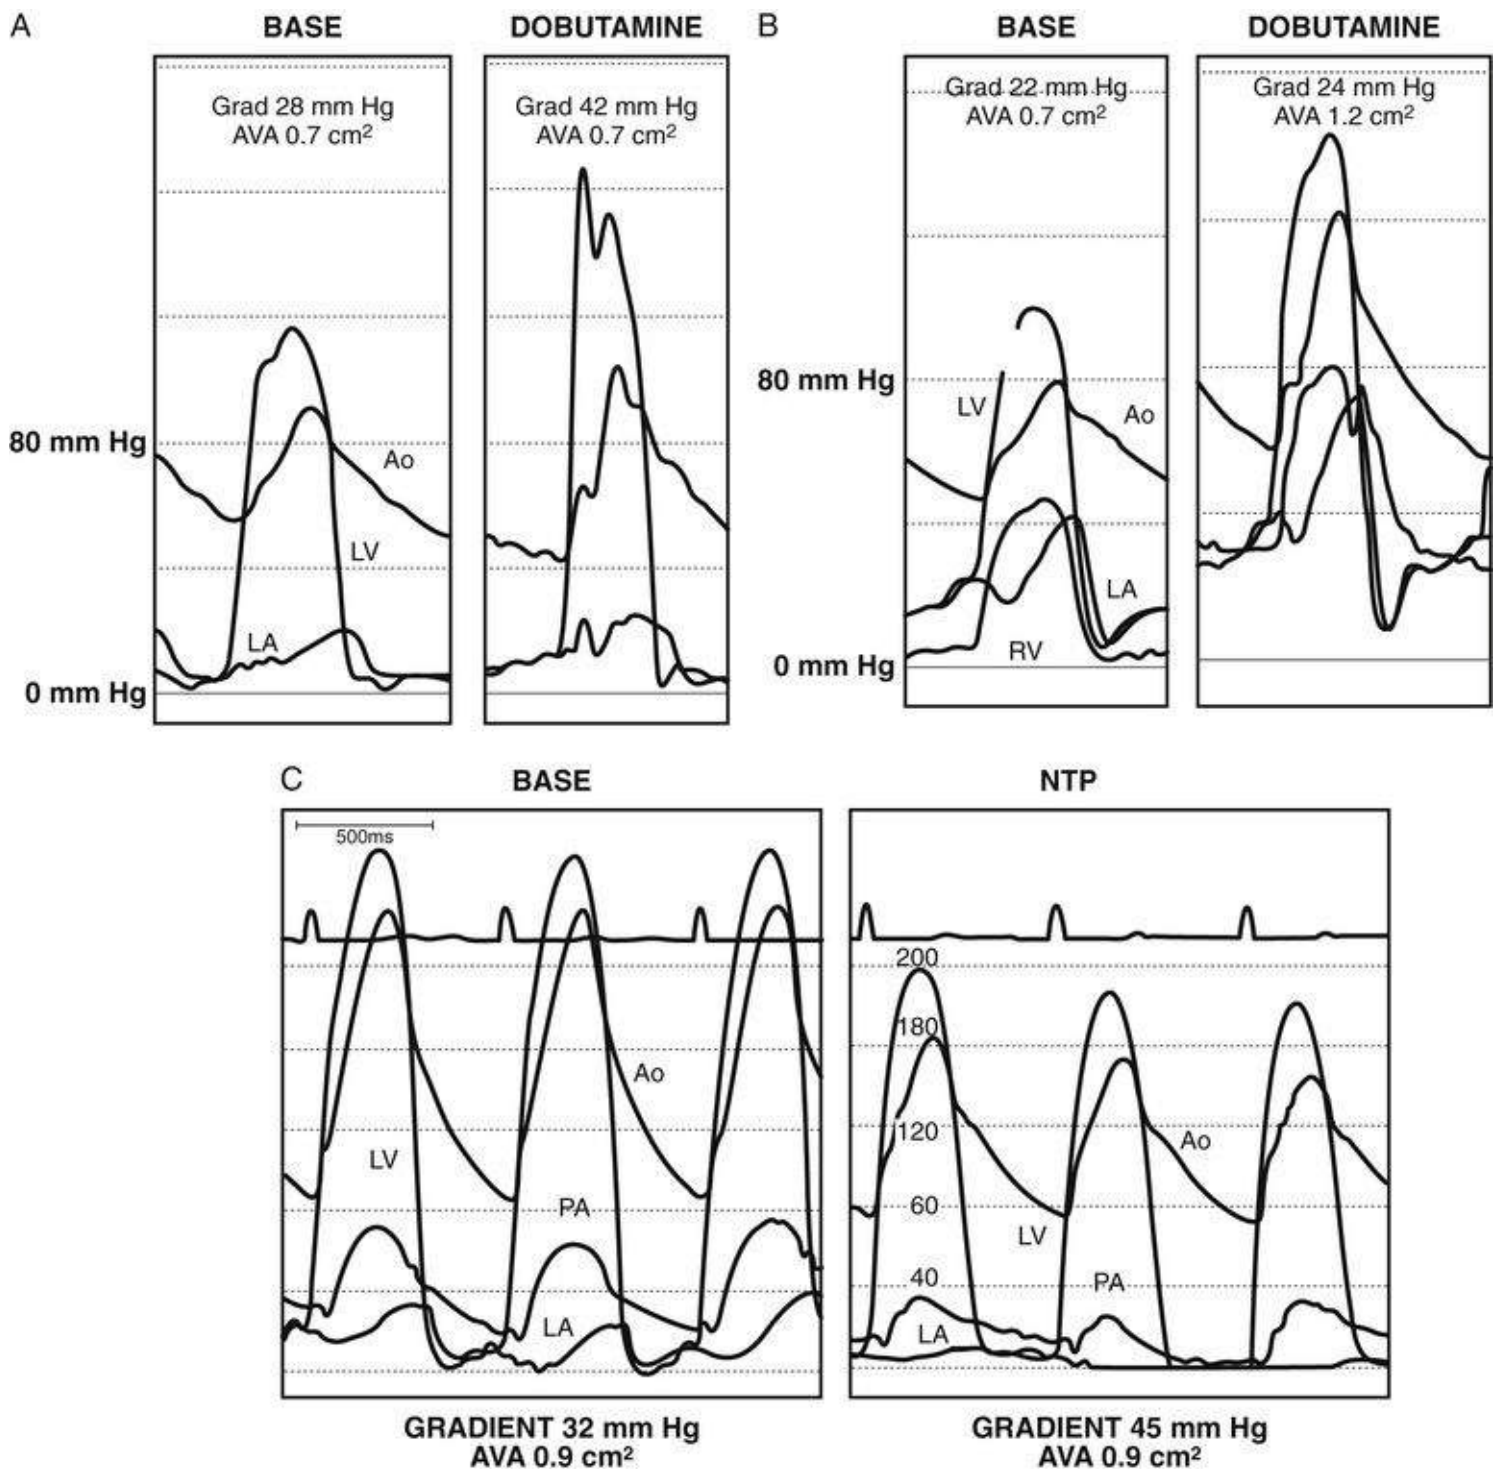 A
BASE
DOBUTAMINE
Grad 28 mm Hg
AVA 0.7 cm²
Grad 42 mm Hg
AVA 0.7 cm²
80 mm Hg
Ao
LV
LA
0 mm Hg
B
BASE
DOBUTAMINE
Grad 22 mm Hg
AVA 0.7 cm²
Grad 24 mm Hg
AVA 1.2 cm²
80 mm Hg
LV
Ao
LA
RV
0 mm Hg
C
BASE
NTP
500ms
Ao
LV
PA
LA
200
180
120
Ao
60
LV
PA
40
LA
GRADIENT 32 mm Hg
AVA 0.9 cm²
GRADIENT 45 mm Hg
AVA 0.9 cm²